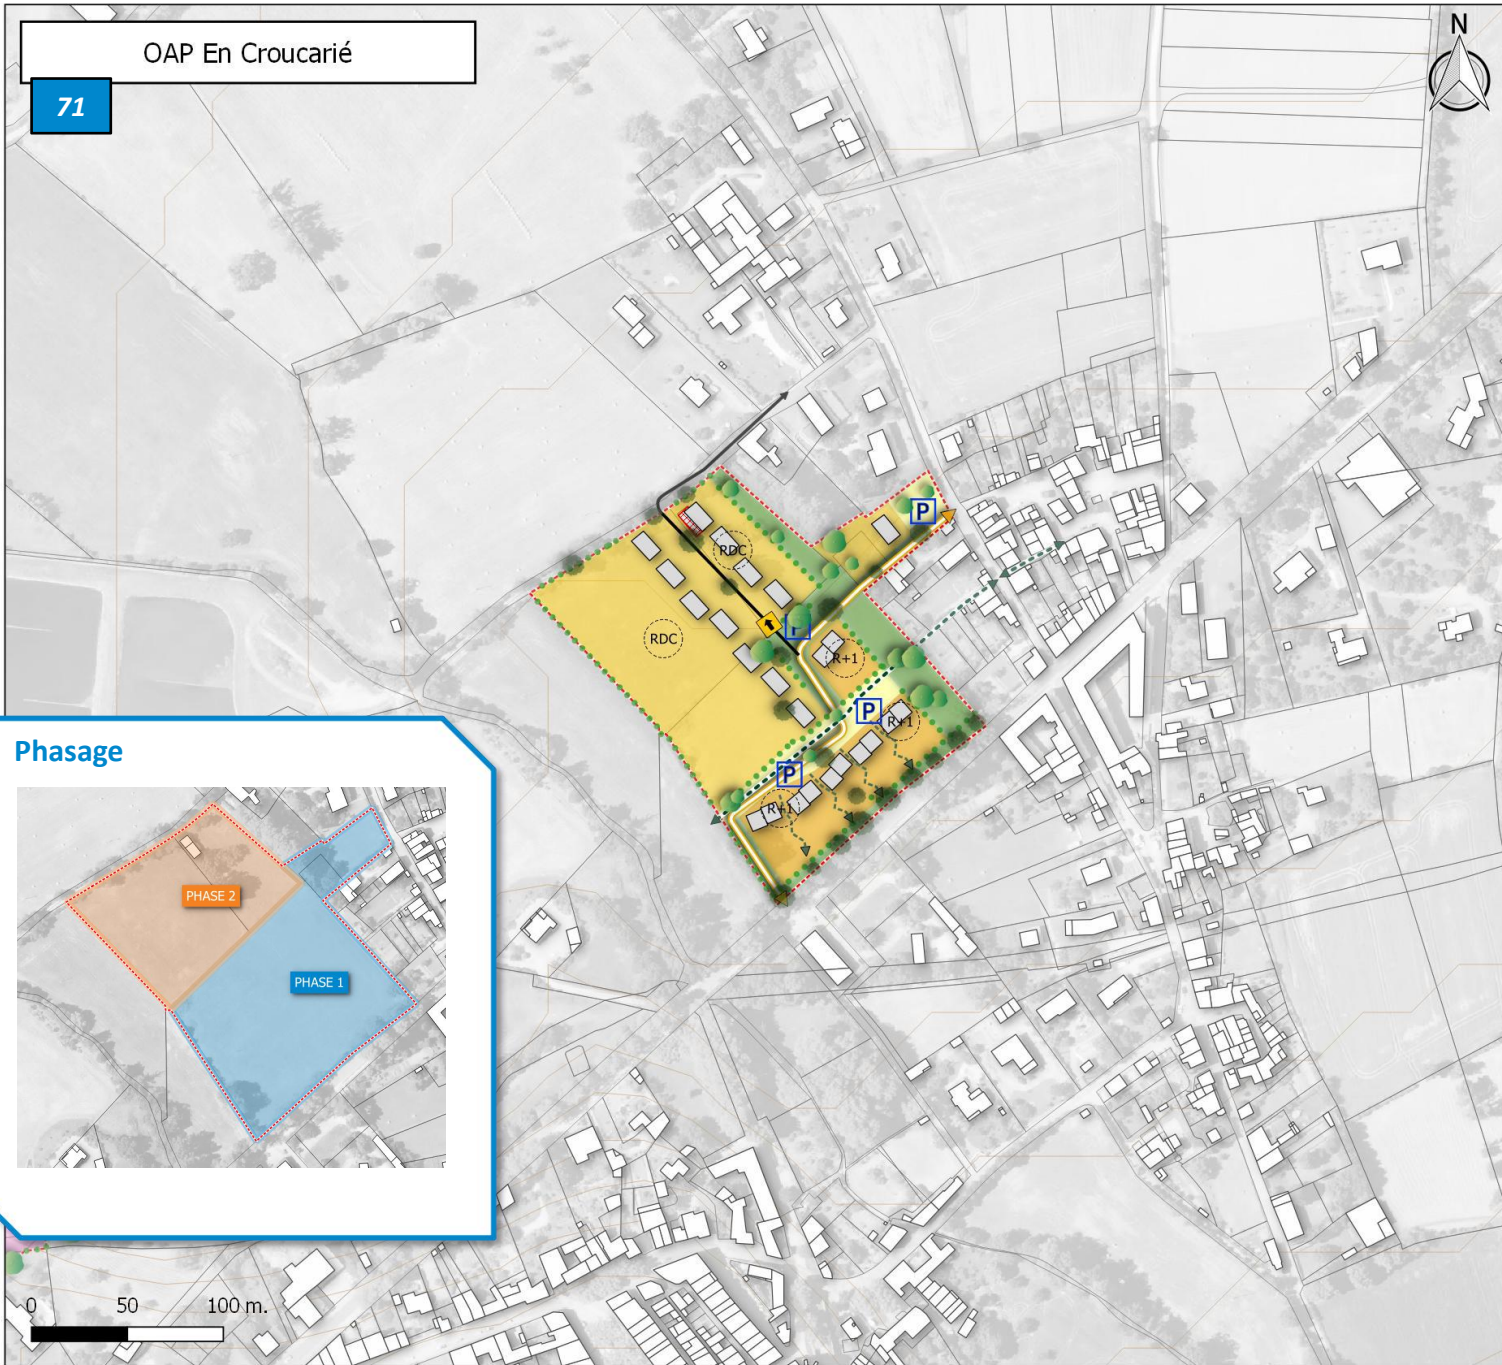 OAP En Croucarié
71
N
P
RDC
P
RDC
R+1
P
R+1
P
R+1
Phasage
PHASE 2
PHASE 1
0 50 100 m.